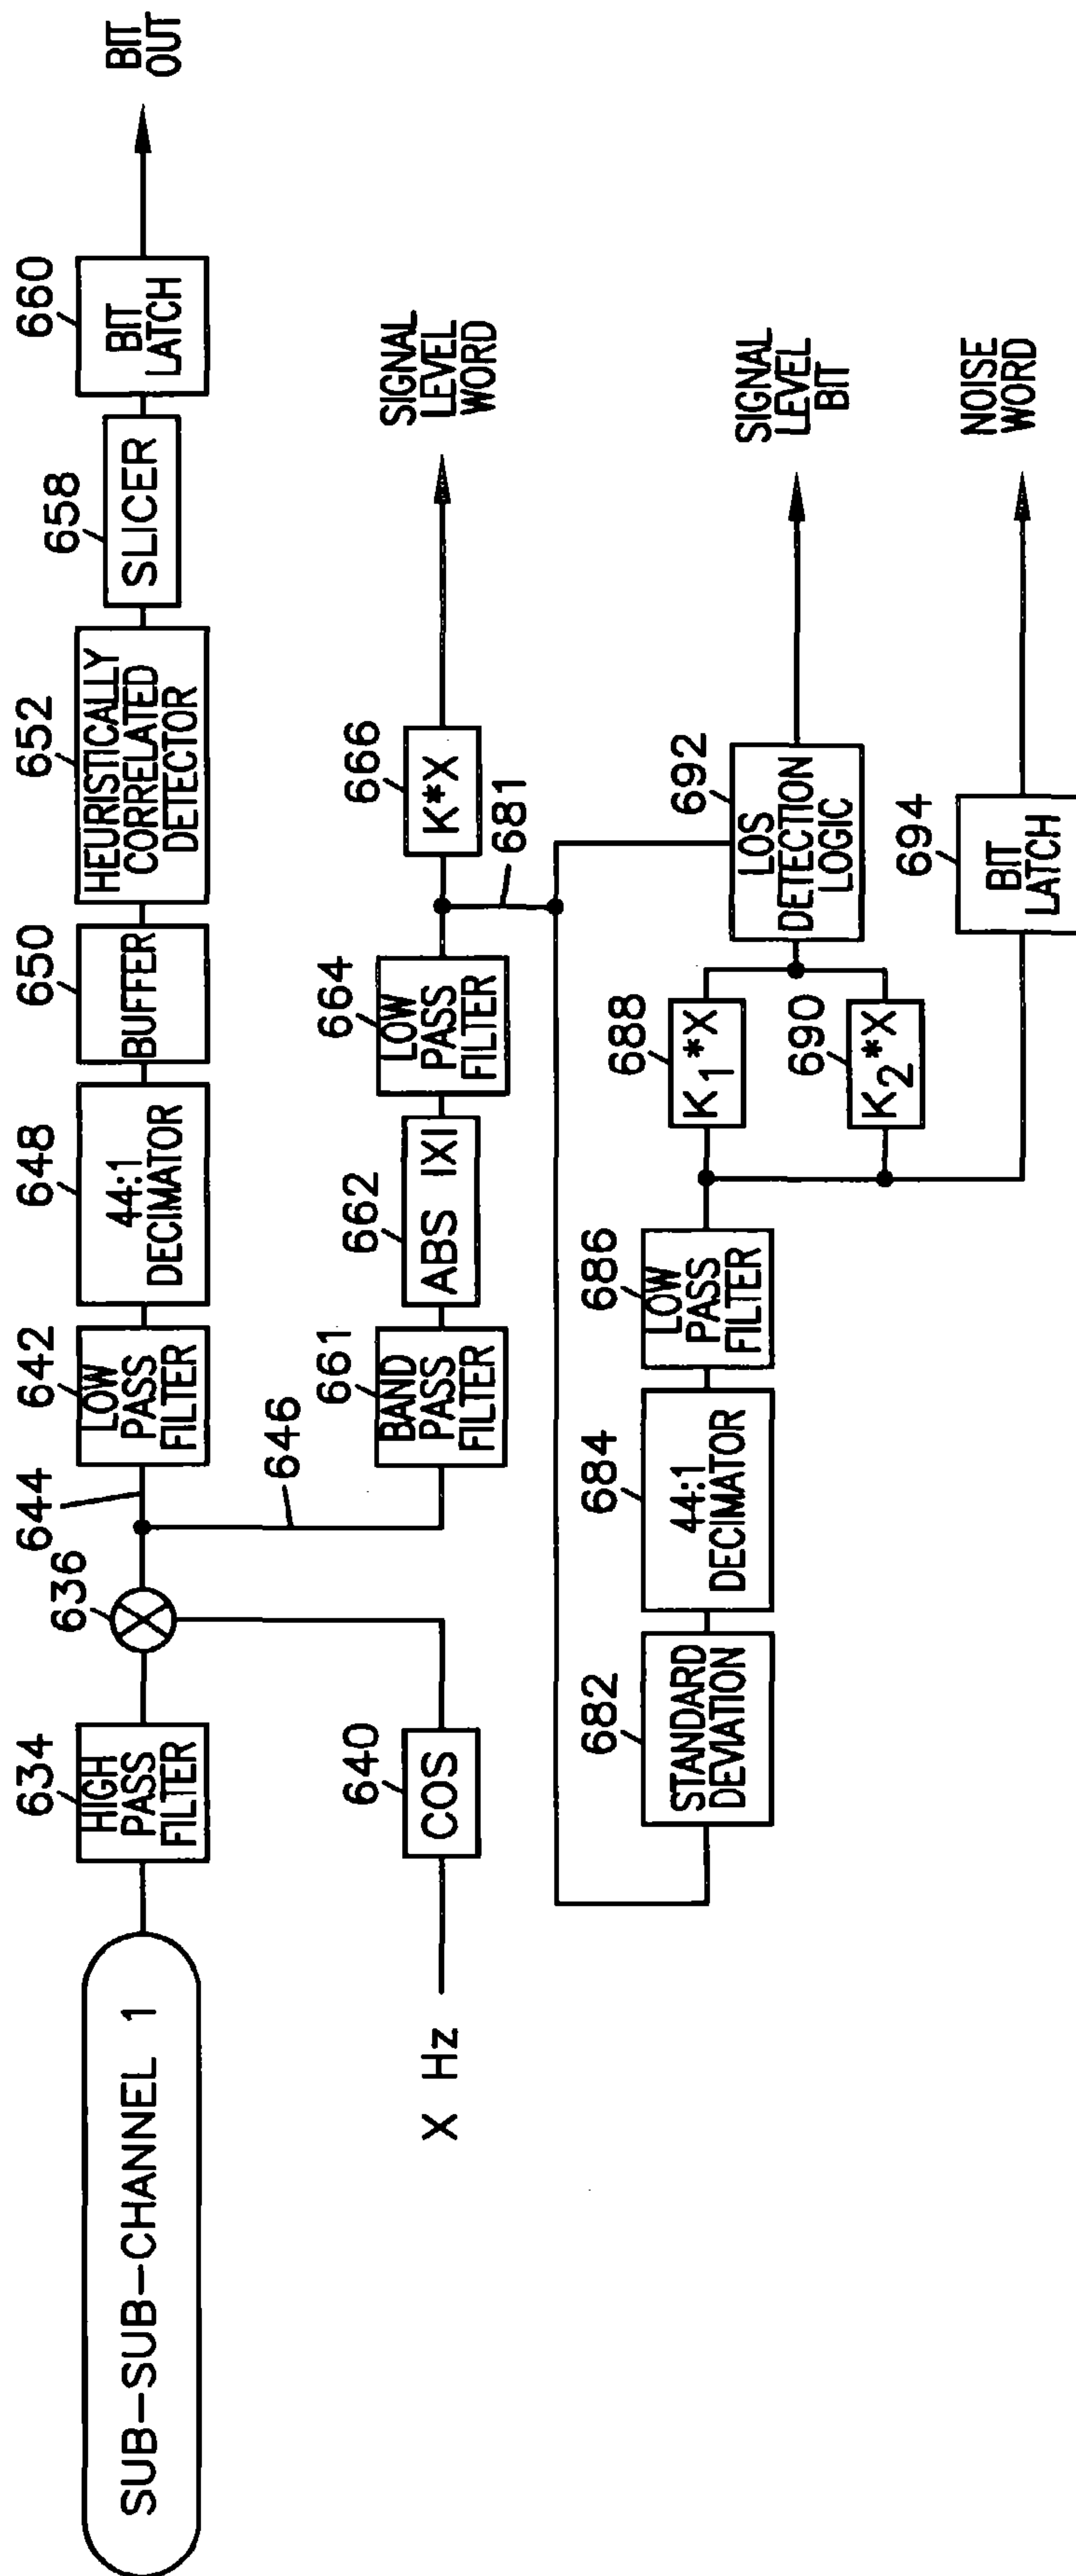 SUB-SUB-CHANNEL 1
634
HIGH
PASS
FILTER
636
644
642
LOW
PASS
FILTER
648
44:1
DECIMATOR
650
BUFFER
652
HEURISTICALLY
CORRELATED
DETECTOR
658
SLICER
660
BIT
LATCH
BIT
OUT
X Hz
640
COS
646
661
BAND
PASS
FILTER
662
ABS IXI
664
LOW
PASS
FILTER
666
K*X
681
SIGNAL
LEVEL
WORD
682
STANDARD
DEVIATION
684
44:1
DECIMATOR
686
LOW
PASS
FILTER
688
K1*X
690
K2*X
692
LOS
DETECTION
LOGIC
SIGNAL
LEVEL
BIT
694
BIT
LATCH
NOISE
WORD